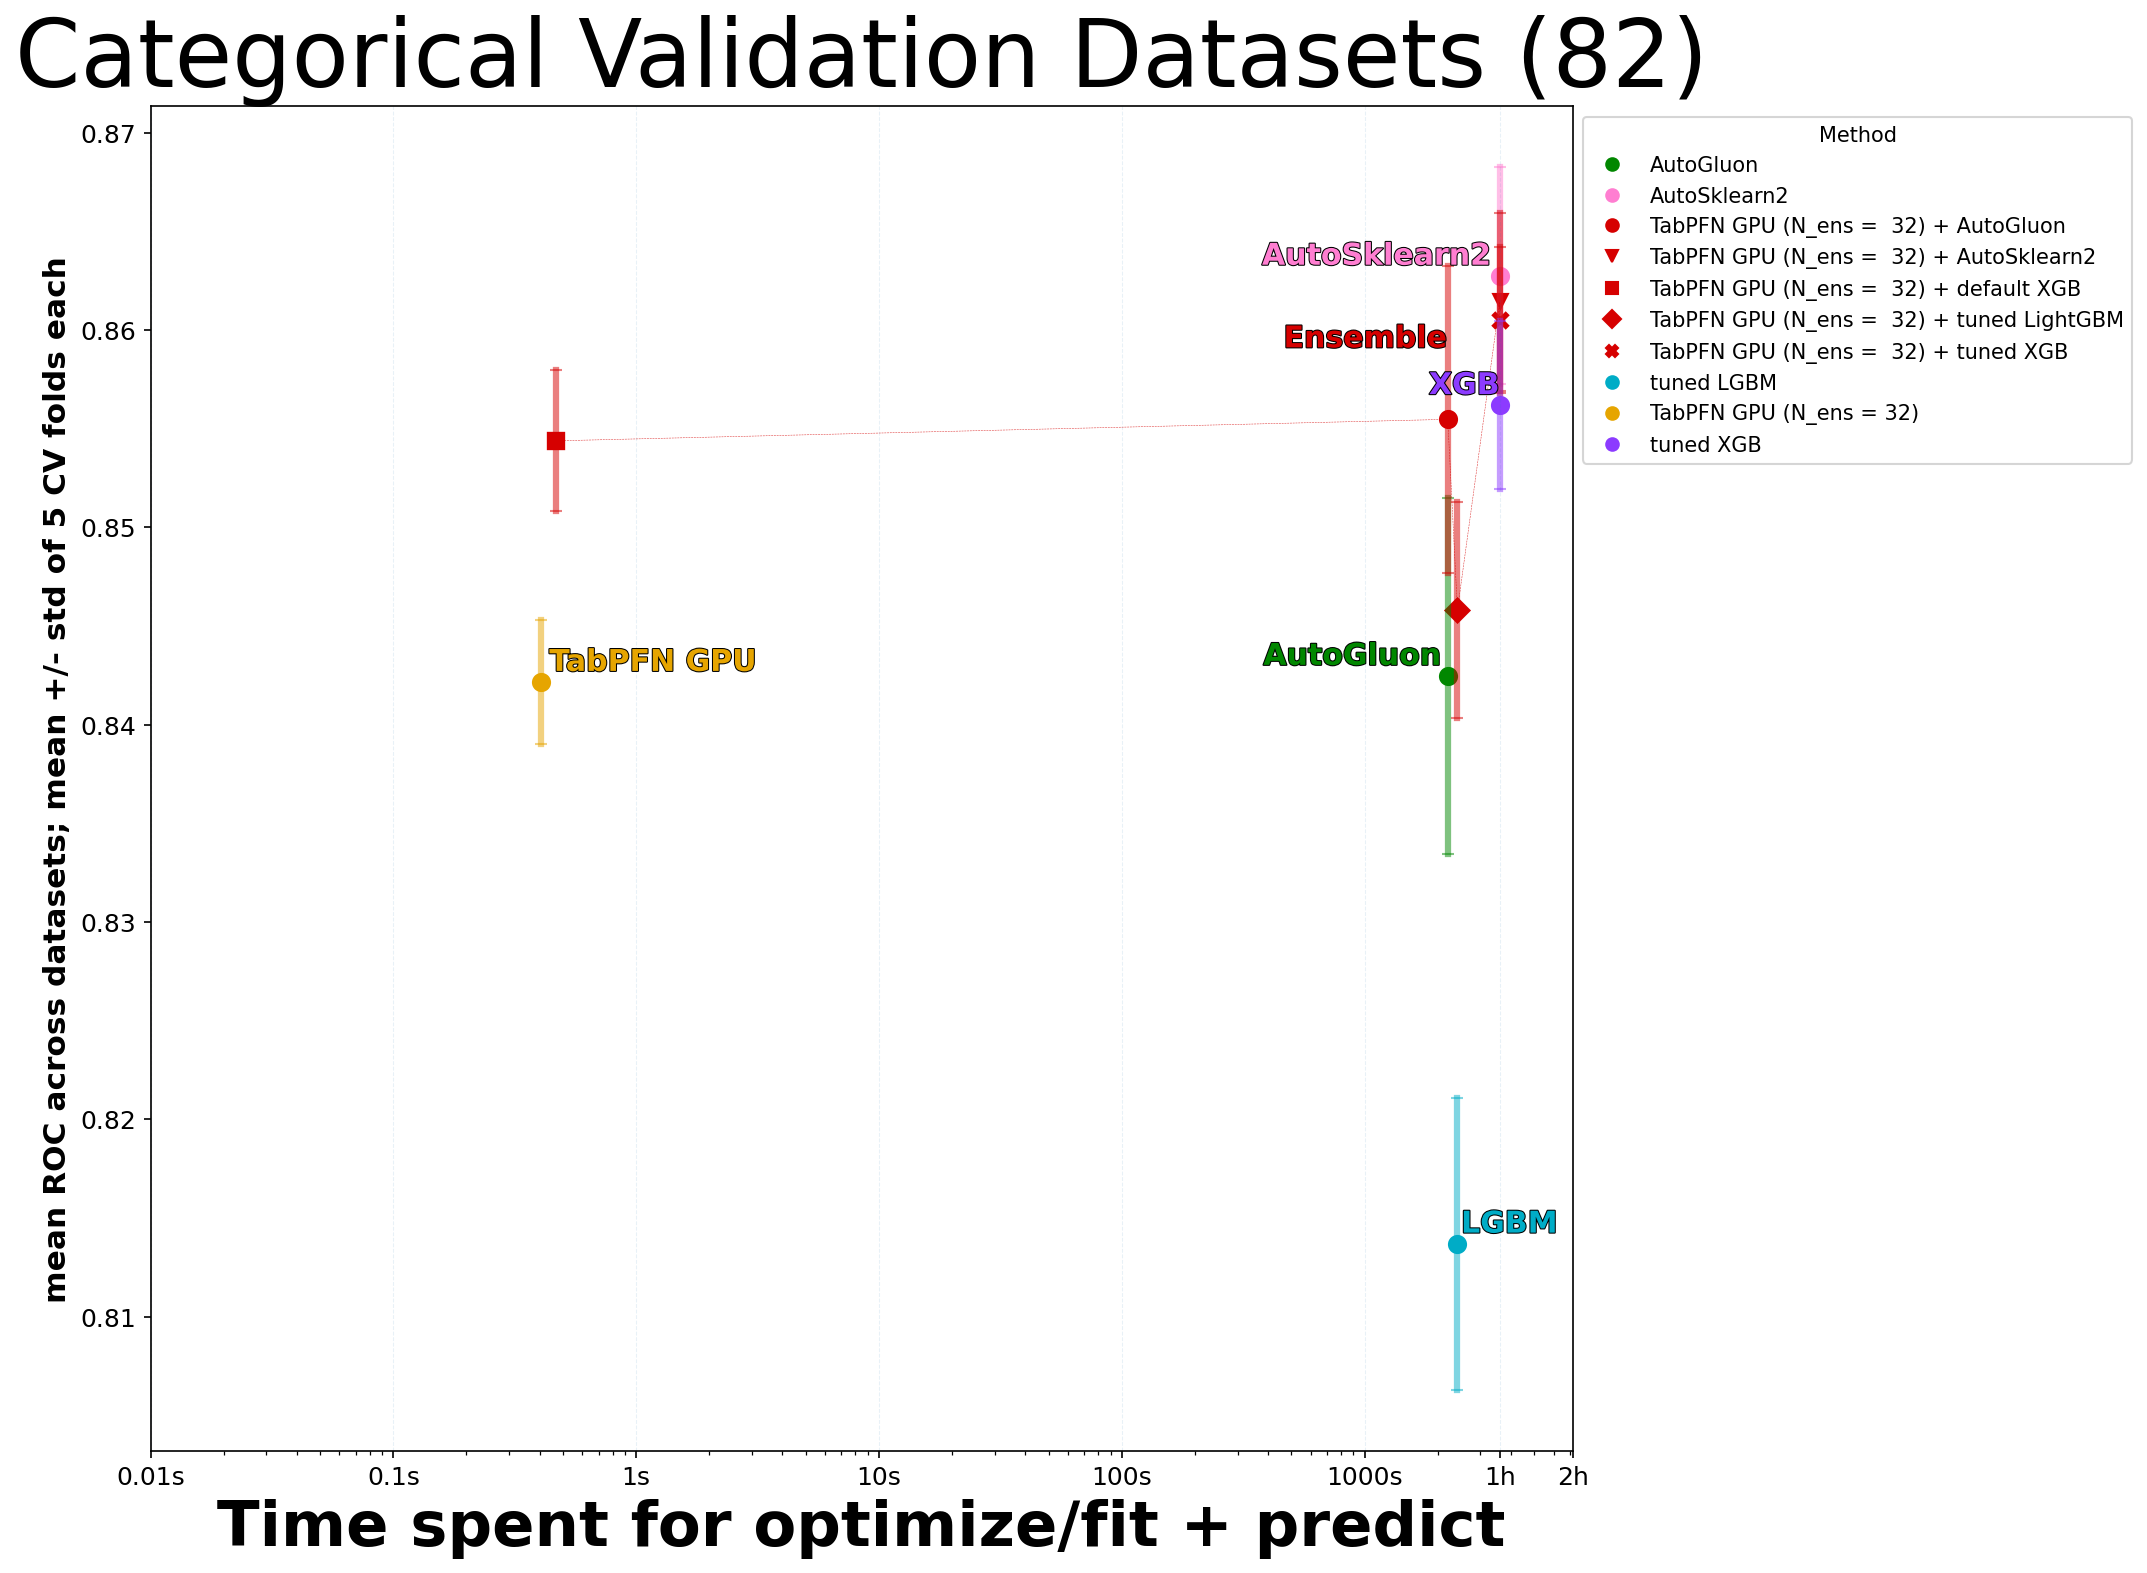 Categorical Validation Datasets (82)
mean ROC across datasets; mean +/- std of 5 CV folds each
0.87
0.86
0.85
0.84
0.83
0.82
0.81
AutoSklearn2
Ensemble
XGB
TabPFN GPU
AutoGluon
LGBM
0.01s 0.1s 1s 10s 100s 1000s 1h 2h
Time spent for optimize/fit + predict
Method
AutoGluon
AutoSklearn2
TabPFN GPU (N_ens =  32) + AutoGluon
TabPFN GPU (N_ens =  32) + AutoSklearn2
TabPFN GPU (N_ens =  32) + default XGB
TabPFN GPU (N_ens =  32) + tuned LightGBM
TabPFN GPU (N_ens =  32) + tuned XGB
tuned LGBM
TabPFN GPU (N_ens = 32)
tuned XGB